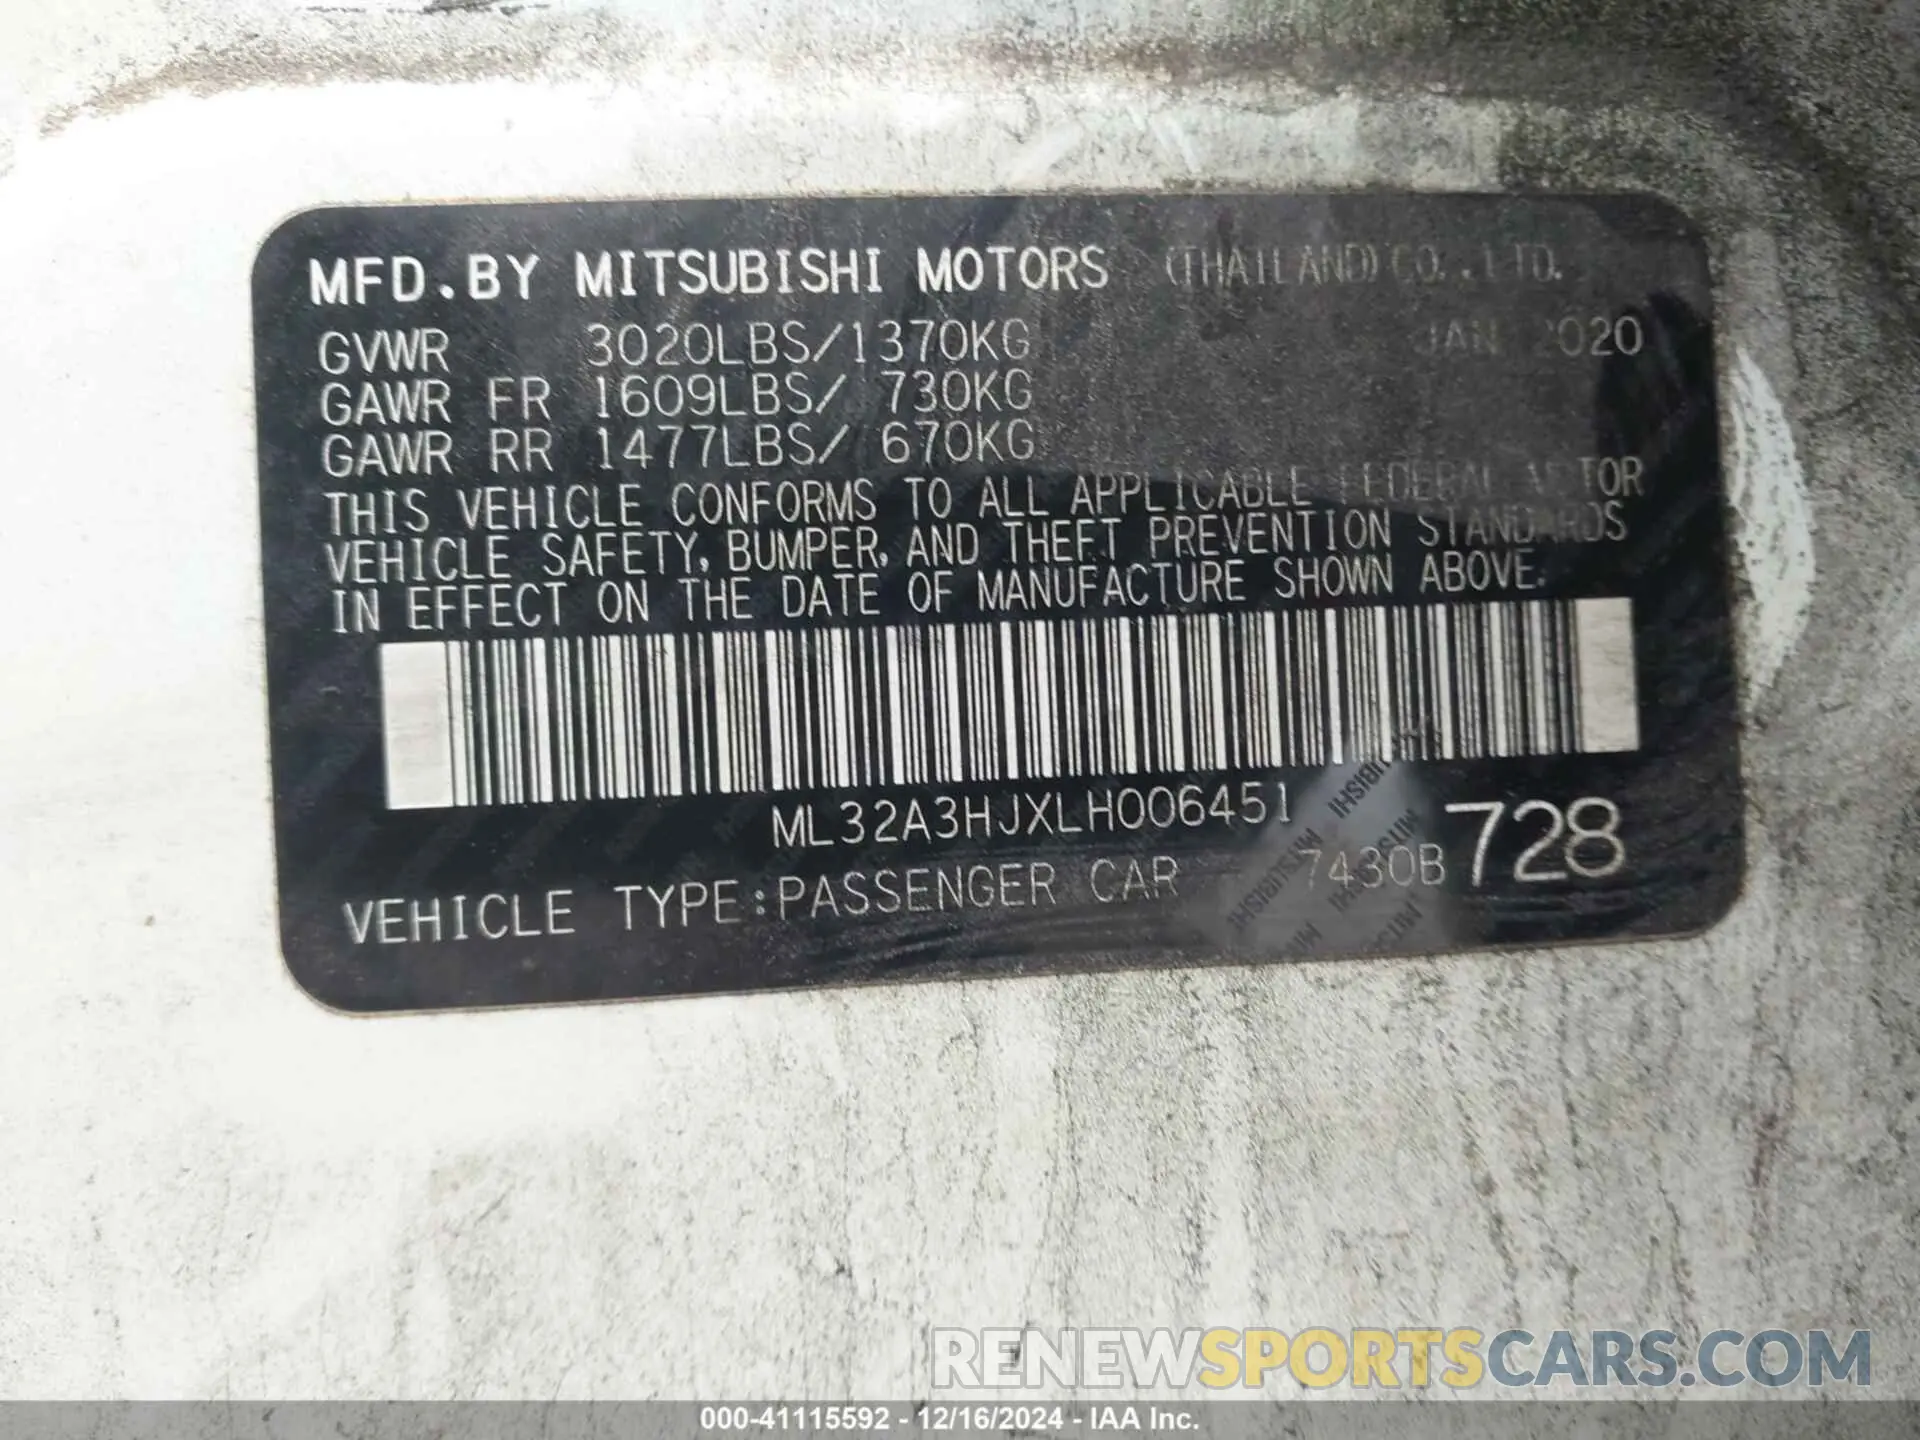 MFD.BY MITSUBISHI MOTORS (THAILAND)CO.,LTD.
GVWR 3020LBS/1370KG JAN 2020
GAWR FR 1609LBS/ 730KG
GAWR RR 1477LBS/ 670KG
THIS VEHICLE CONFORMS TO ALL APPLICABLE FEDERAL MOTOR
VEHICLE SAFETY, BUMPER, AND THEFT PREVENTION STANDARDS
IN EFFECT ON THE DATE OF MANUFACTURE SHOWN ABOVE.
ML32A3HJXLH006451
VEHICLE TYPE:PASSENGER CAR 7430B 728
MITSUBISHI
RENEWSPORTSCARS.COM
000-41115592 - 12/16/2024 - IAA Inc.